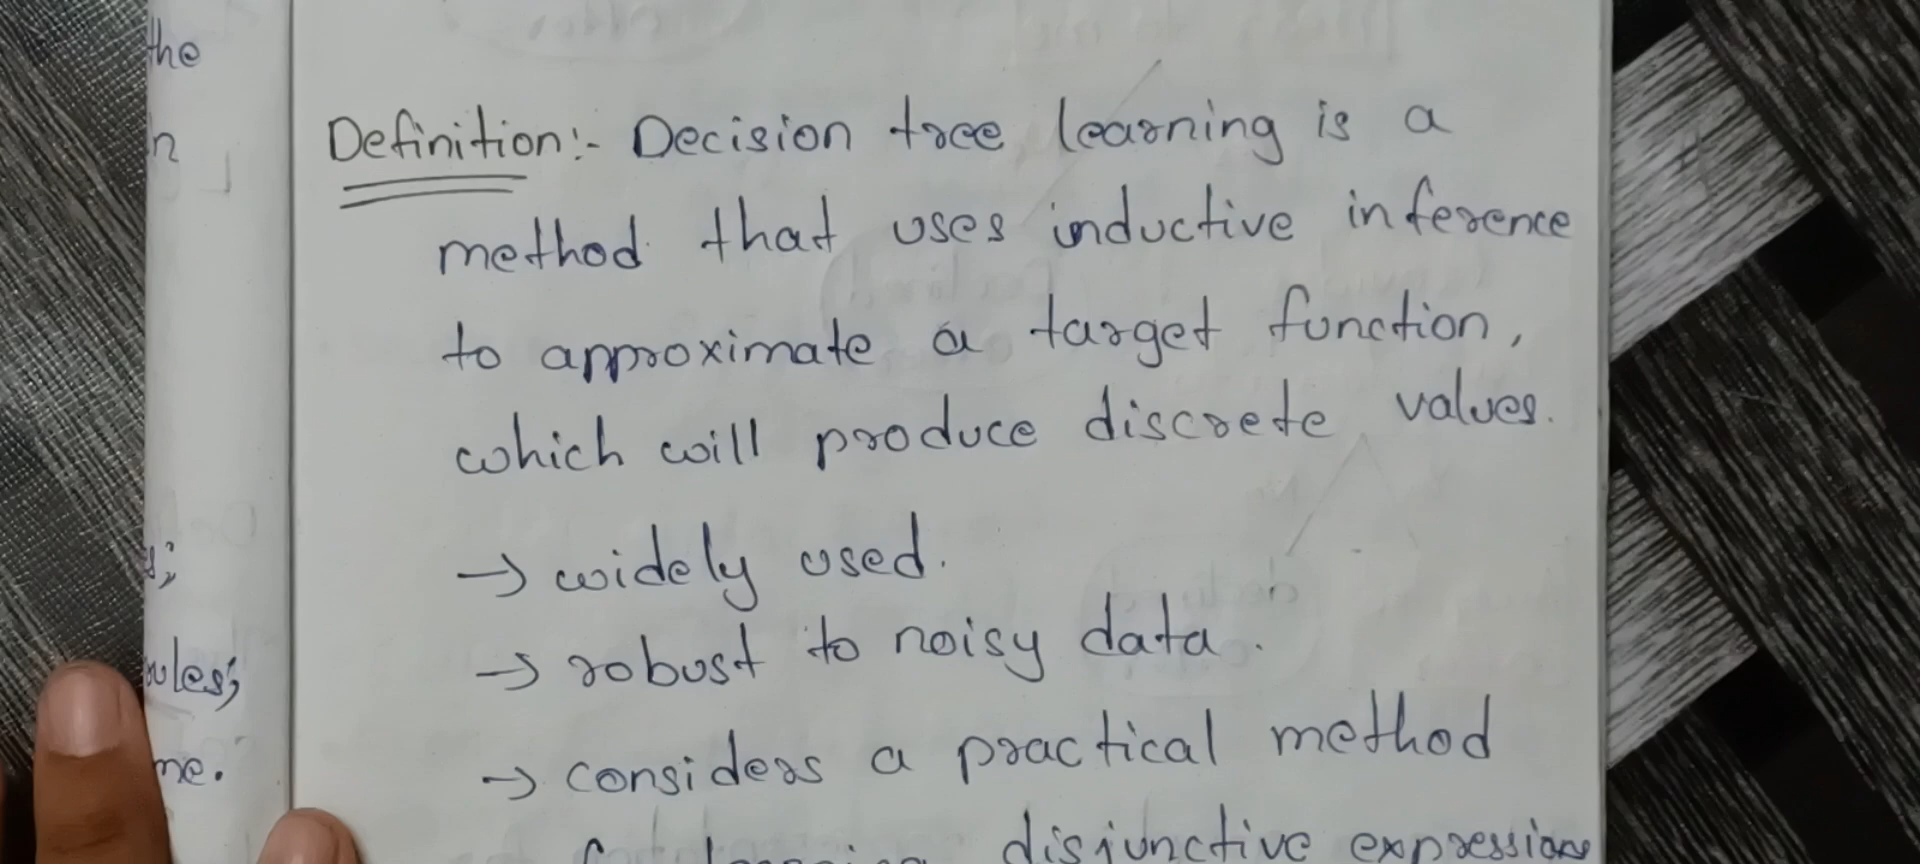 the
Definition:- Decision tree learning is a
method that uses inductive inference
to approximate a target function,
which will produce discrete values.
→ widely used.
→ robust to noisy data.
→ considers a practical method
disjunctive expressions